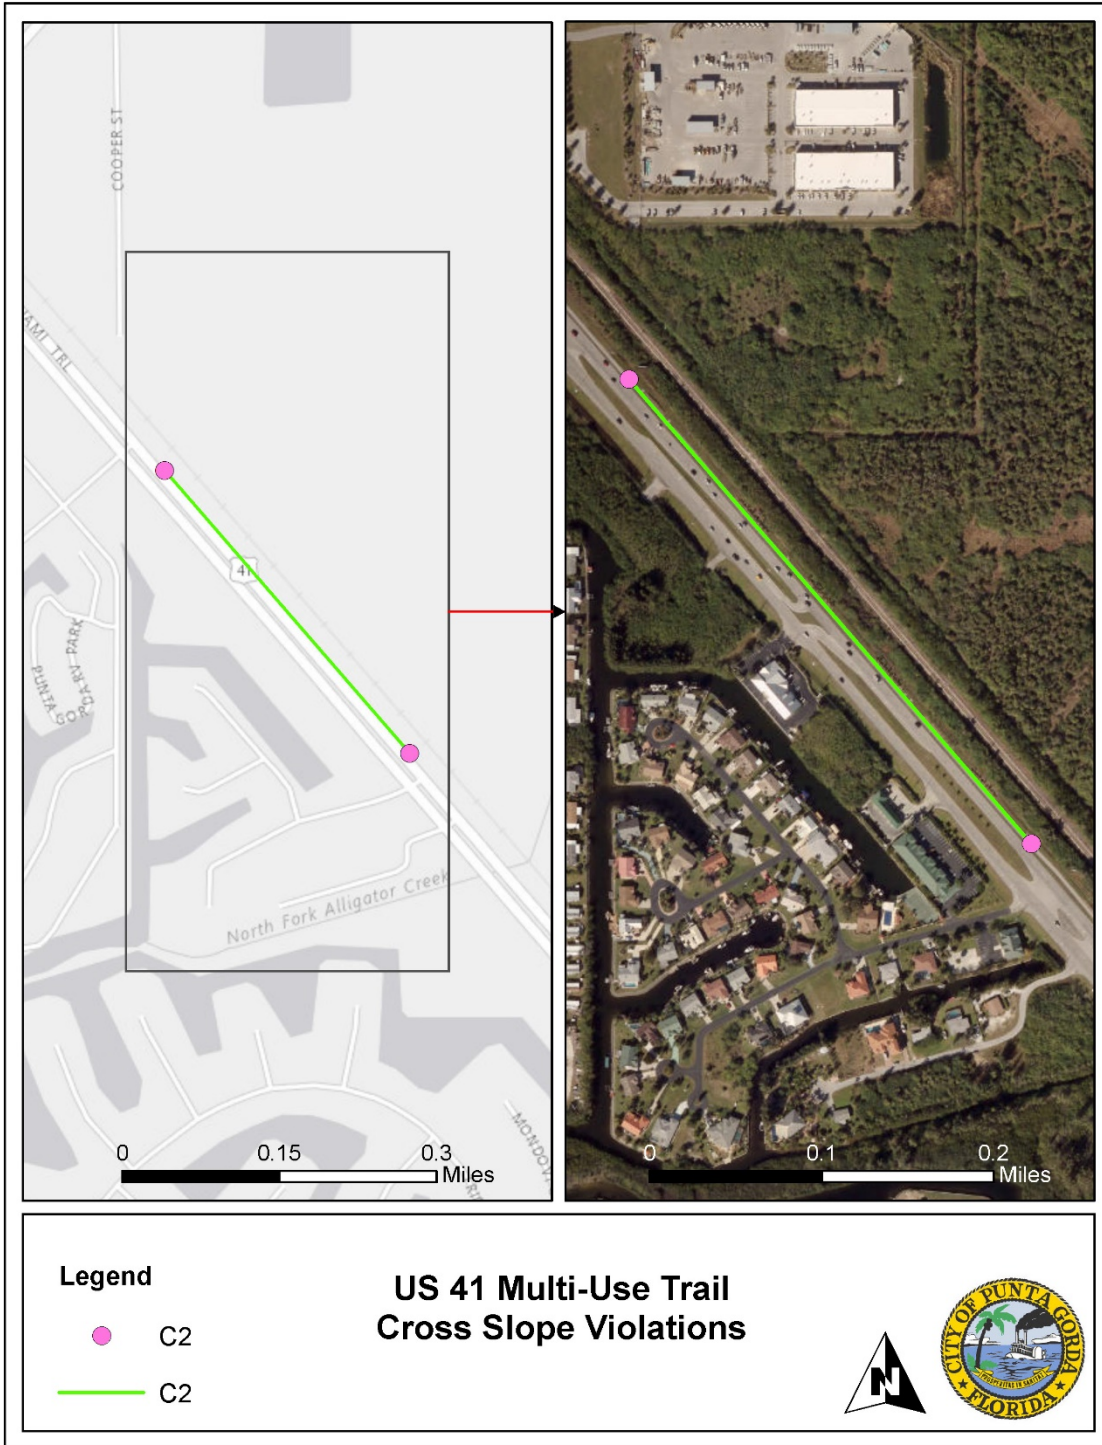 COOPER ST
IAMI TRL
41
PUNTA GORDA RV PARK
North Fork Alligator Creek
MONDOVI
0 0.15 0.3
Miles
0 0.1 0.2
Miles
Legend
C2
C2
US 41 Multi-Use Trail
Cross Slope Violations
N
CITY OF PUNTA GORDA
FLORIDA